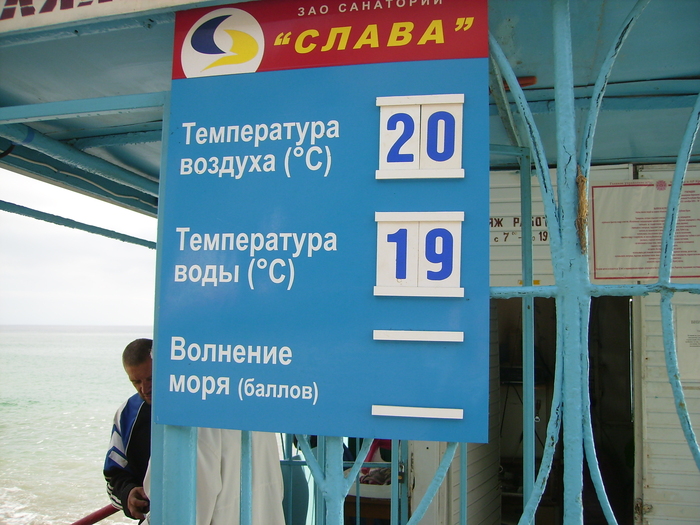 ЗАО САНАТОРИЙ
“СЛАВА”
Температура
воздуха (°C)
20
Температура
воды (°C)
19
Волнение
моря (баллов)